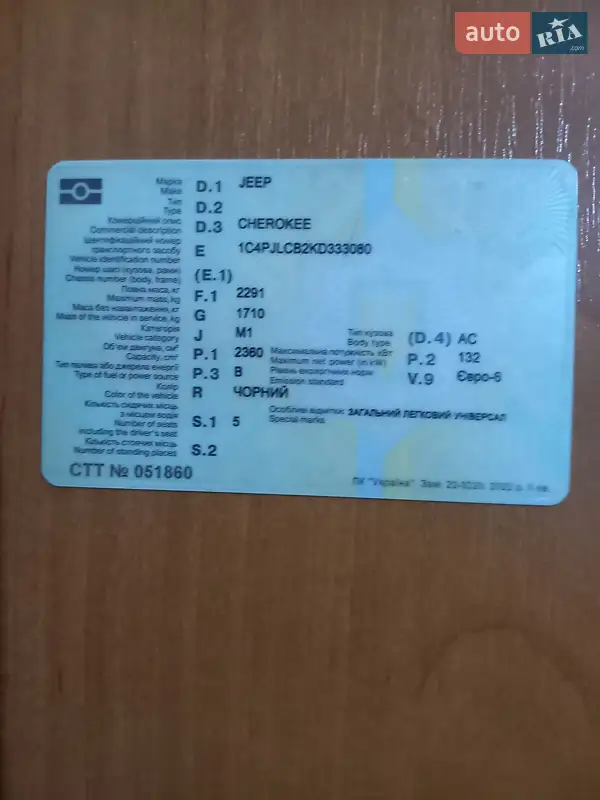 auto RIA .com
Марка
Make D.1 JEEP
Тип
Type D.2
Комерційний опис
Commercial description D.3 CHEROKEE
Ідентифікаційний номер
транспортного засобу
Vehicle identification number E 1C4PJLCB2KD333080
Номер шасі (кузова, рами)
Chassis number (body, frame) (E.1)
Повна маса, кг
Maximum mass, kg F.1 2291
Маса без навантаження, кг
Mass of the vehicle in service, kg G 1710
Категорія
Vehicle category J M1
Тип кузова
Body type (D.4) АС
Об'єм двигуна, см³
Capacity, cm³ P.1 2360
Максимальна потужність кВт
Maximum net power (in kW) P.2 132
Тип палива або джерела енергії
Type of fuel or power source P.3 B
Рівень екологічних норм
Emission standard V.9 Євро-6
Колір
Color of the vehicle R ЧОРНИЙ
Кількість сидячих місць
з місцем водія
Number of seats
including the driver's seat S.1 5
Особливі відмітки: ЗАГАЛЬНИЙ ЛЕГКОВИЙ УНІВЕРСАЛ
Special marks
Кількість стоячих місць
Number of standing places S.2
СТТ № 051860
ПК "Україна" Зам.